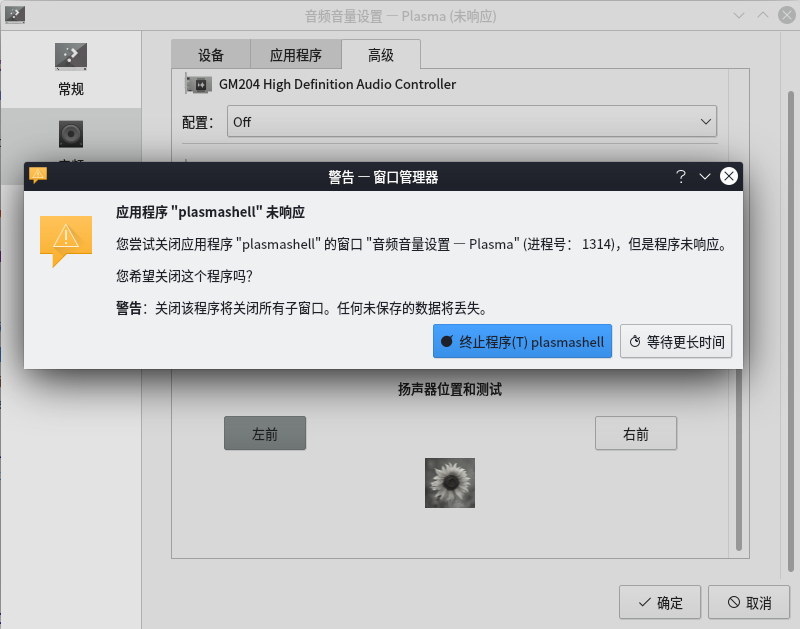 音频音量设置 — Plasma (未响应)
常规
设备
应用程序
高级
GM204 High Definition Audio Controller
配置：
Off
警告 — 窗口管理器
应用程序 "plasmashell" 未响应
您尝试关闭应用程序 "plasmashell" 的窗口 "音频音量设置 — Plasma" (进程号： 1314)，但是程序未响应。
您希望关闭这个程序吗?
警告：关闭该程序将关闭所有子窗口。任何未保存的数据将丢失。
终止程序(T) plasmashell
等待更长时间
扬声器位置和测试
左前
右前
确定
取消